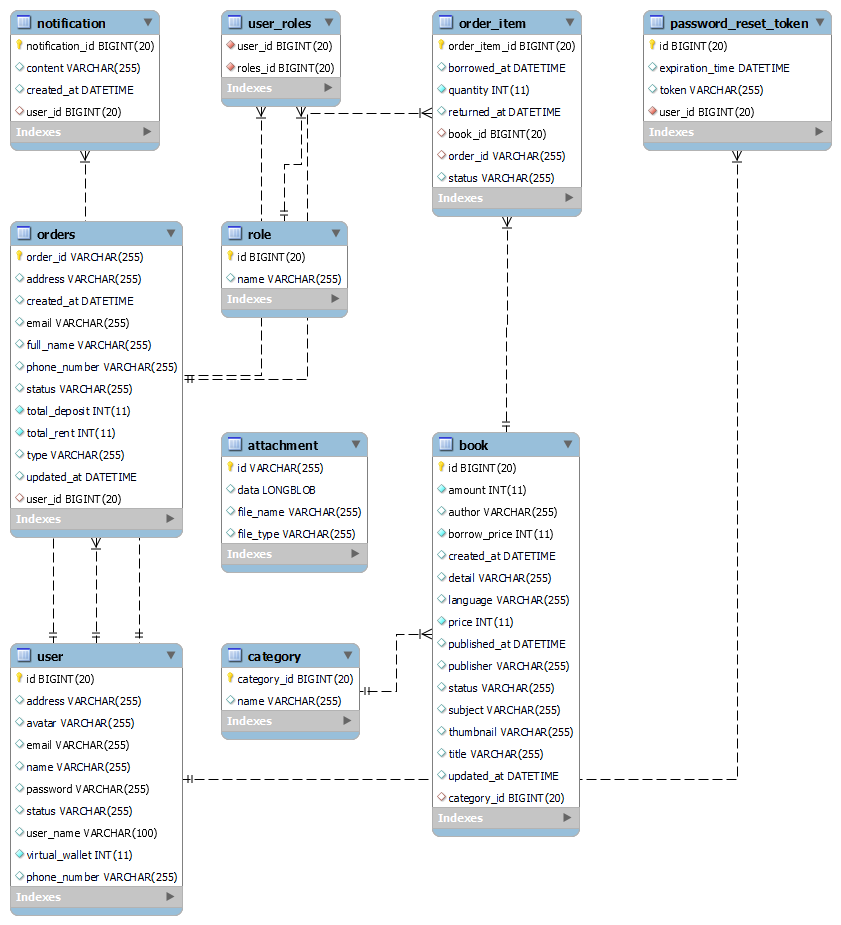 notification
notification_id BIGINT(20)
content VARCHAR(255)
created_at DATETIME
user_id BIGINT(20)
Indexes
user_roles
user_id BIGINT(20)
roles_id BIGINT(20)
Indexes
order_item
order_item_id BIGINT(20)
borrowed_at DATETIME
quantity INT(11)
returned_at DATETIME
book_id BIGINT(20)
order_id VARCHAR(255)
status VARCHAR(255)
Indexes
password_reset_token
id BIGINT(20)
expiration_time DATETIME
token VARCHAR(255)
user_id BIGINT(20)
Indexes
orders
order_id VARCHAR(255)
address VARCHAR(255)
created_at DATETIME
email VARCHAR(255)
full_name VARCHAR(255)
phone_number VARCHAR(255)
status VARCHAR(255)
total_deposit INT(11)
total_rent INT(11)
type VARCHAR(255)
updated_at DATETIME
user_id BIGINT(20)
Indexes
role
id BIGINT(20)
name VARCHAR(255)
Indexes
attachment
id VARCHAR(255)
data LONGBLOB
file_name VARCHAR(255)
file_type VARCHAR(255)
Indexes
book
id BIGINT(20)
amount INT(11)
author VARCHAR(255)
borrow_price INT(11)
created_at DATETIME
detail VARCHAR(255)
language VARCHAR(255)
price INT(11)
published_at DATETIME
publisher VARCHAR(255)
status VARCHAR(255)
subject VARCHAR(255)
thumbnail VARCHAR(255)
title VARCHAR(255)
updated_at DATETIME
category_id BIGINT(20)
Indexes
user
id BIGINT(20)
address VARCHAR(255)
avatar VARCHAR(255)
email VARCHAR(255)
name VARCHAR(255)
password VARCHAR(255)
status VARCHAR(255)
user_name VARCHAR(100)
virtual_wallet INT(11)
phone_number VARCHAR(255)
Indexes
category
category_id BIGINT(20)
name VARCHAR(255)
Indexes